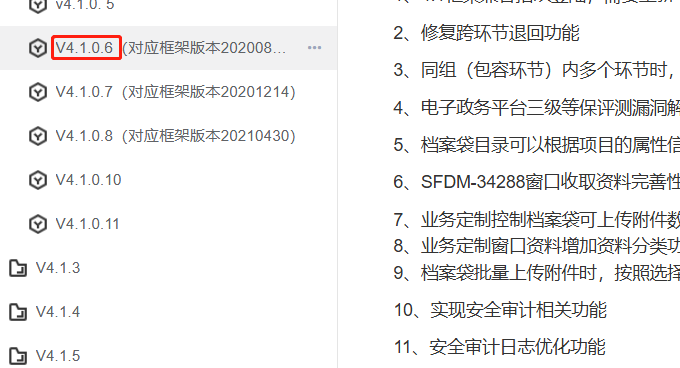 v4.1.0. 5
V4.1.0.6（对应框架版本202008...
V4.1.0.7（对应框架版本20201214）
V4.1.0.8（对应框架版本20210430）
V4.1.0.10
V4.1.0.11
V4.1.3
V4.1.4
V4.1.5
2、修复跨环节退回功能
3、同组（包容环节）内多个环节时，
4、电子政务平台三级等保评测漏洞解
5、档案袋目录可以根据项目的属性信
6、SFDM-34288窗口收取资料完善性
7、业务定制控制档案袋可上传附件数
8、业务定制窗口资料增加资料分类功
9、档案袋批量上传附件时，按照选择
10、实现安全审计相关功能
11、安全审计日志优化功能